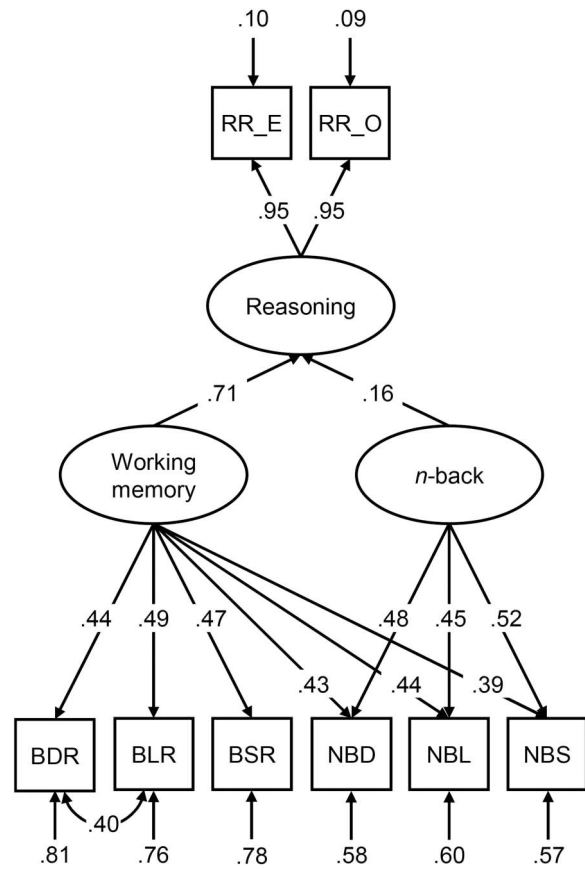 .10 .09
RR_E RR_O
.95 .95
Reasoning
.71 .16
Working
memory
n-back
.44 .49 .47 .48 .45 .52
.43 .44 .39
BDR BLR BSR NBD NBL NBS
.40
.81 .76 .78 .58 .60 .57